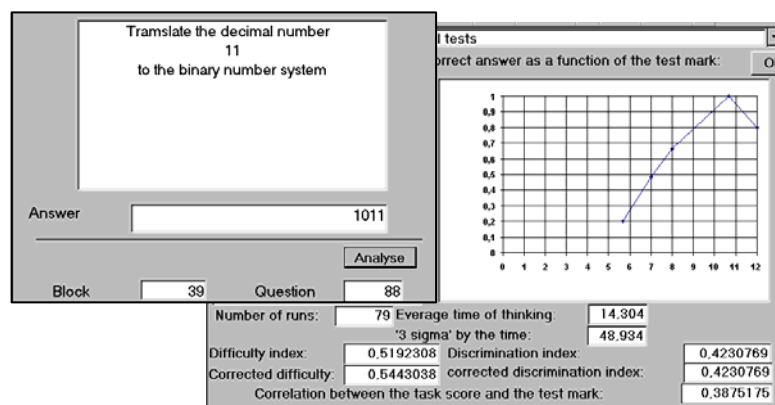 Tramslate the decimal number
11
to the binary number system
Answer 1011
Analyse
Block 39 Question 88
l tests
orrect answer as a function of the test mark: O
1
0,9
0,8
0,7
0,6
0,5
0,4
0,3
0,2
0,1
0
0 1 2 3 4 5 6 7 8 9 10 11 12
Number of runs: 79 Everage time of thinking: 14,304
'3 sigma' by the time: 48,934
Difficulty index: 0,5192308 Discrimination index: 0,4230769
Corrected difficulty: 0,5443038 corrected discrimination index: 0,4230769
Correlation between the task score and the test mark: 0,3875175